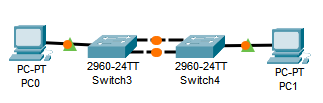 2960-24TT
2960-24TT
PC-PT
PC0
Switch3
Switch4
PC-PT
PC1